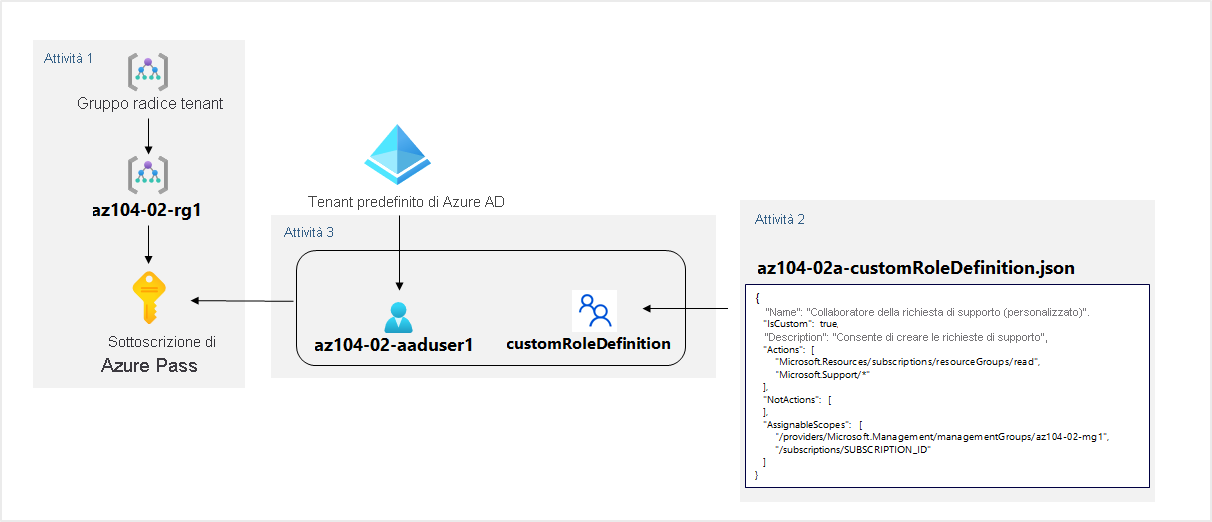 Attività 1
Gruppo radice tenant
az104-02-rg1
Sottoscrizione di
Azure Pass
Tenant predefinito di Azure AD
Attività 3
az104-02-aaduser1
customRoleDefinition
Attività 2
az104-02a-customRoleDefinition.json
{
"Name": "Collaboratore della richiesta di supporto (personalizzato)".
"IsCustom": true,
"Description": "Consente di creare le richieste di supporto",
"Actions": [
"Microsoft.Resources/subscriptions/resourceGroups/read",
"Microsoft.Support/*"
],
"NotActions": [
],
"AssignableScopes": [
"/providers/Microsoft.Management/managementGroups/az104-02-mg1",
"/subscriptions/SUBSCRIPTION_ID"
]
}